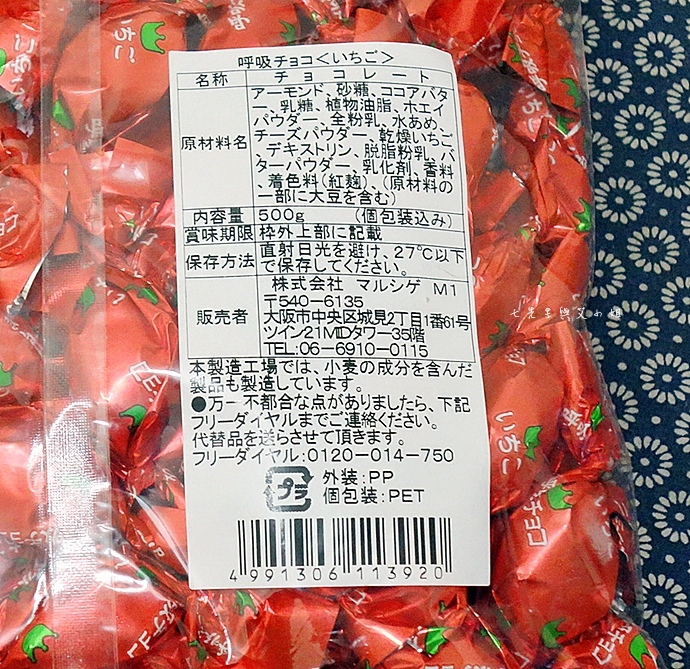 呼吸チョコ<いちご>
名称 チョコレート
原材料名 アーモンド、砂糖、ココアバタ
ー、乳糖、植物油脂、ホエイ
パウダー、全粉乳、水あめ、
チーズパウダー、乾燥いちご
、デキストリン、脱脂粉乳、バ
ターパウダー、乳化剤、香料
、着色料(紅麹)、(原材料の
一部に大豆を含む)
内容量 500g (個包装込み)
賞味期限 枠外上部に記載
保存方法 直射日光を避け、27℃以下
で保存してください。
販売者 株式会社 マルシゲ M1
〒540-6135
大阪市中央区城見2丁目1番61号
ツイン21MIDタワー35階
TEL:06-6910-0115
本製造工場では、小麦の成分を含んだ
製品も製造しています。
●万一不都合な点がありましたら、下記
フリーダイヤルまでご連絡ください。
代替品を送らさせて頂きます。
フリーダイヤル:0120-014-750
プラ
外装:PP
個包装:PET
4 991306 113920
いちご
いちご
いちご
チョコ